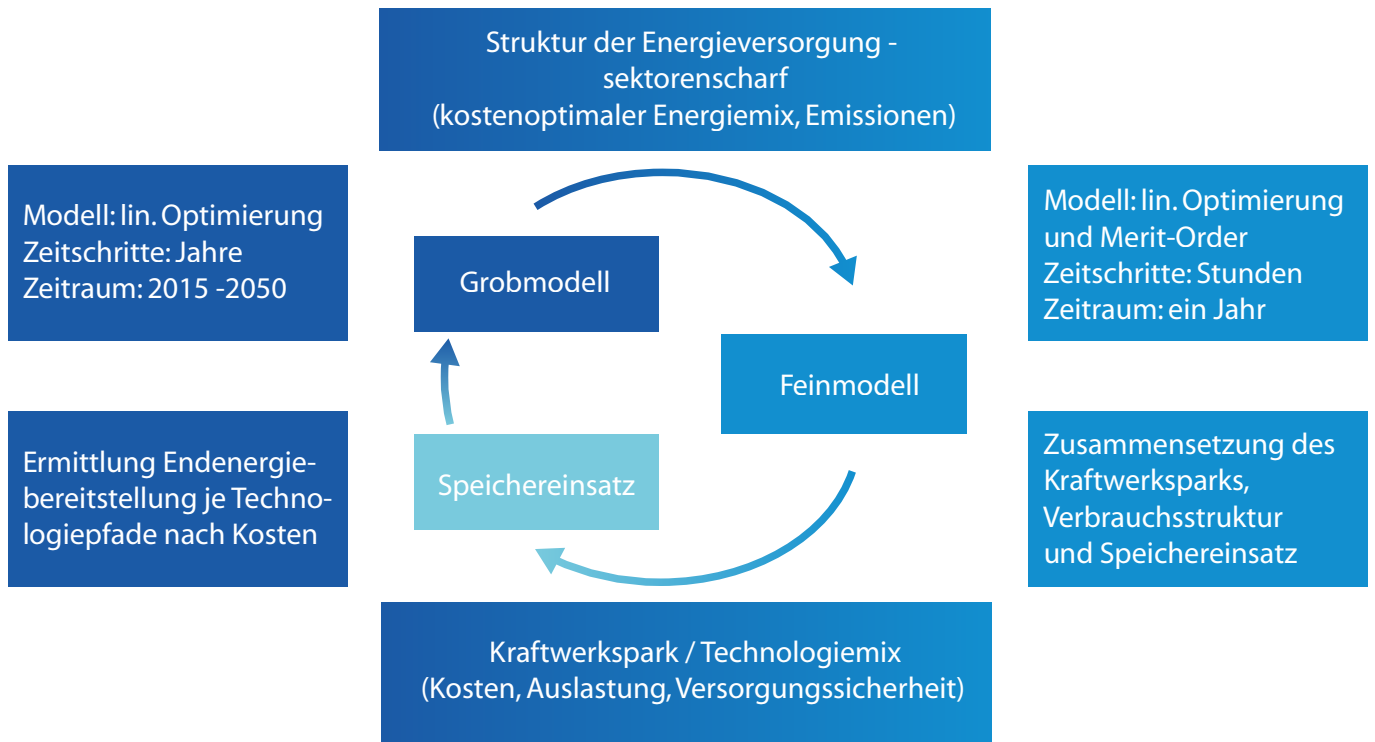 Struktur der Energieversorgung -
sektorenscharf
(kostenoptimaler Energiemix, Emissionen)
Modell: lin. Optimierung
Zeitschritte: Jahre
Zeitraum: 2015 -2050
Grobmodell
Modell: lin. Optimierung
und Merit-Order
Zeitschritte: Stunden
Zeitraum: ein Jahr
Feinmodell
Ermittlung Endenergie-
bereitstellung je Techno-
logiepfade nach Kosten
Speichereinsatz
Zusammensetzung des
Kraftwerksparks,
Verbrauchsstruktur
und Speichereinsatz
Kraftwerkspark / Technologiemix
(Kosten, Auslastung, Versorgungssicherheit)